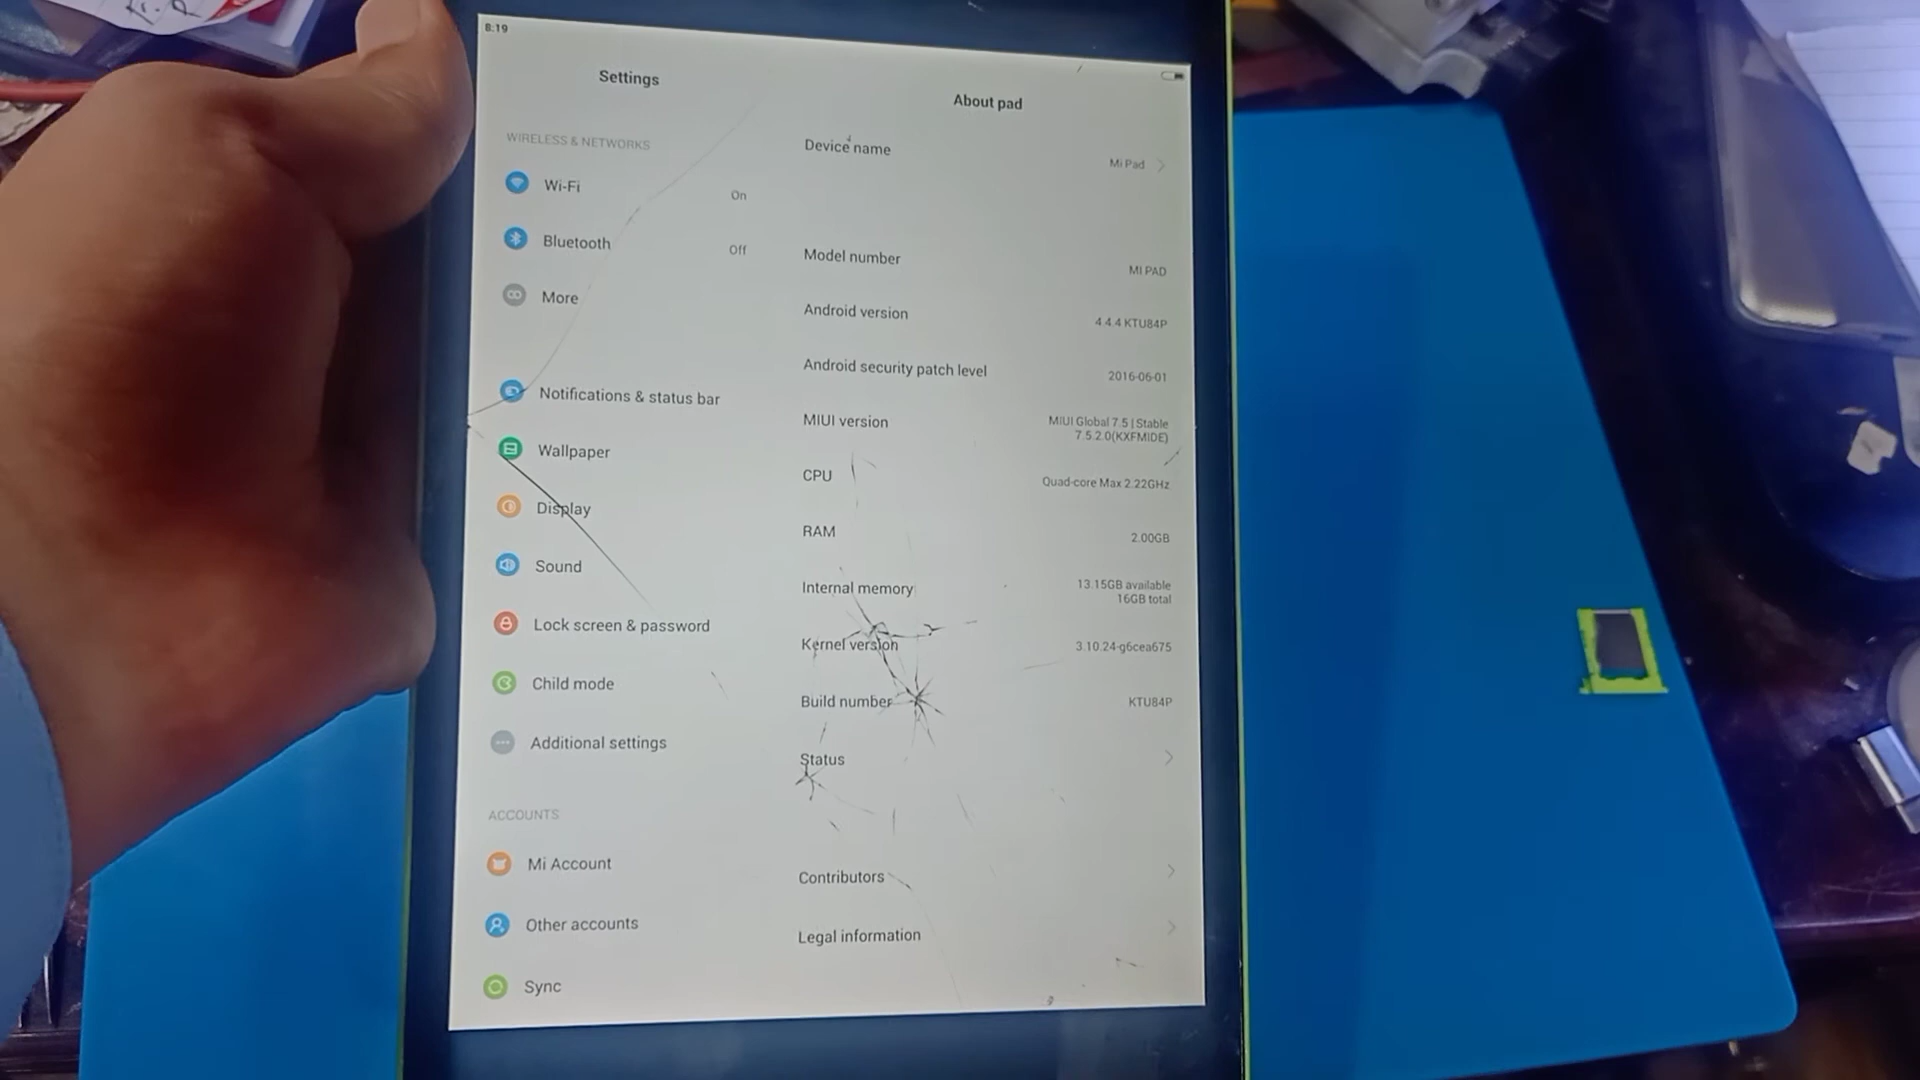 8:19
Settings
WIRELESS & NETWORKS
Wi-Fi
On
Bluetooth
Off
More
Notifications & status bar
Wallpaper
Display
Sound
Lock screen & password
Child mode
Additional settings
ACCOUNTS
Mi Account
Other accounts
Sync
About pad
Device name
Mi Pad
Model number
MI PAD
Android version
4.4.4 KTU84P
Android security patch level
2016-06-01
MIUI version
MIUI Global 7.5 | Stable
7.5.2.0(KXFMIDE)
CPU
Quad-core Max 2.22GHz
RAM
2.00GB
Internal memory
13.15GB available
16GB total
Kernel version
3.10.24-g6cea675
Build number
KTU84P
Status
Contributors
Legal information